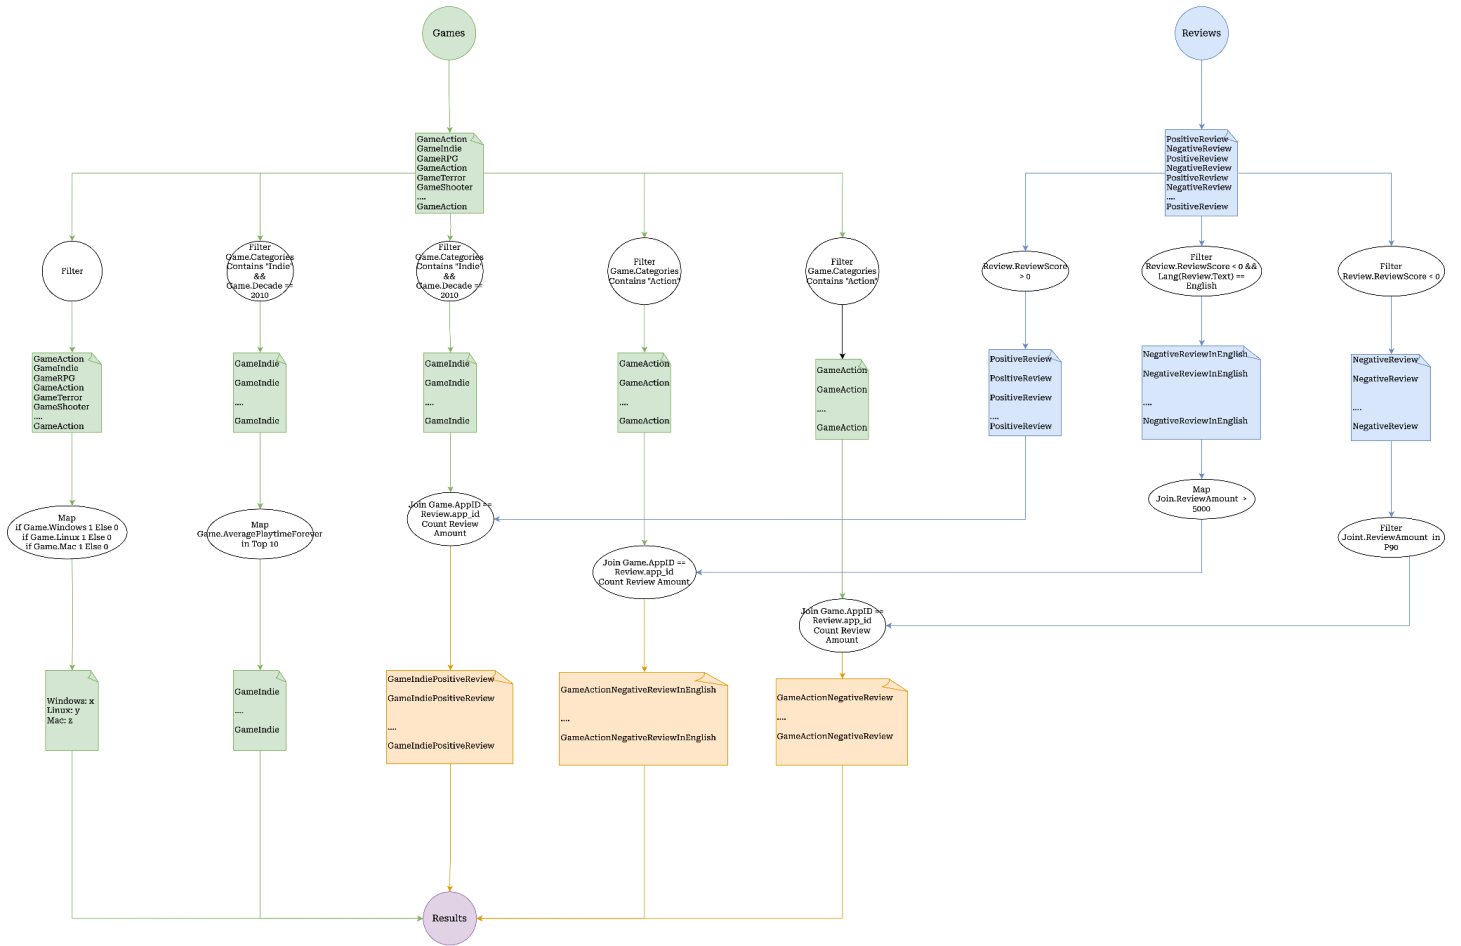 Games
Reviews
GameAction
GameIndie
GameRPG
GameAction
GameTerror
GameShooter
....
GameAction
PositiveReview
NegativeReview
PositiveReview
NegativeReview
PositiveReview
NegativeReview
....
PositiveReview
Filter
Filter
Game.Categories
Contains "Indie"
&&
Game.Decade ==
2010
Filter
Game.Categories
Contains "Indie"
&&
Game.Decade ==
2010
Filter
Game.Categories
Contains "Action"
Filter
Game.Categories
Contains "Action"
Review.ReviewScore
> 0
Filter
Review.ReviewScore < 0 &&
Lang(Review.Text) ==
English
Filter
Review.ReviewScore < 0
GameAction
GameIndie
GameRPG
GameAction
GameTerror
GameShooter
....
GameAction
GameIndie
GameIndie
....
GameIndie
GameIndie
GameIndie
....
GameIndie
GameAction
GameAction
....
GameAction
GameAction
GameAction
....
GameAction
PositiveReview
PositiveReview
PositiveReview
....
PositiveReview
NegativeReviewInEnglish
NegativeReviewInEnglish
....
NegativeReviewInEnglish
NegativeReview
NegativeReview
....
NegativeReview
Map
if Game.Windows 1 Else 0
if Game.Linux 1 Else 0
if Game.Mac 1 Else 0
Map
Game.AveragePlaytimeForever
in Top 10
Join Game.AppID ==
Review.app_id
Count Review
Amount
Join Game.AppID ==
Review.app_id
Count Review Amount
Join Game.AppID ==
Review.app_id
Count Review
Amount
Map
Join.ReviewAmount >
5000
Filter
Joint.ReviewAmount in
P90
Windows: x
Linux: y
Mac: z
GameIndie
....
GameIndie
GameIndiePositiveReview
GameIndiePositiveReview
....
GameIndiePositiveReview
GameActionNegativeReviewInEnglish
....
GameActionNegativeReviewInEnglish
GameActionNegativeReview
....
GameActionNegativeReview
Results